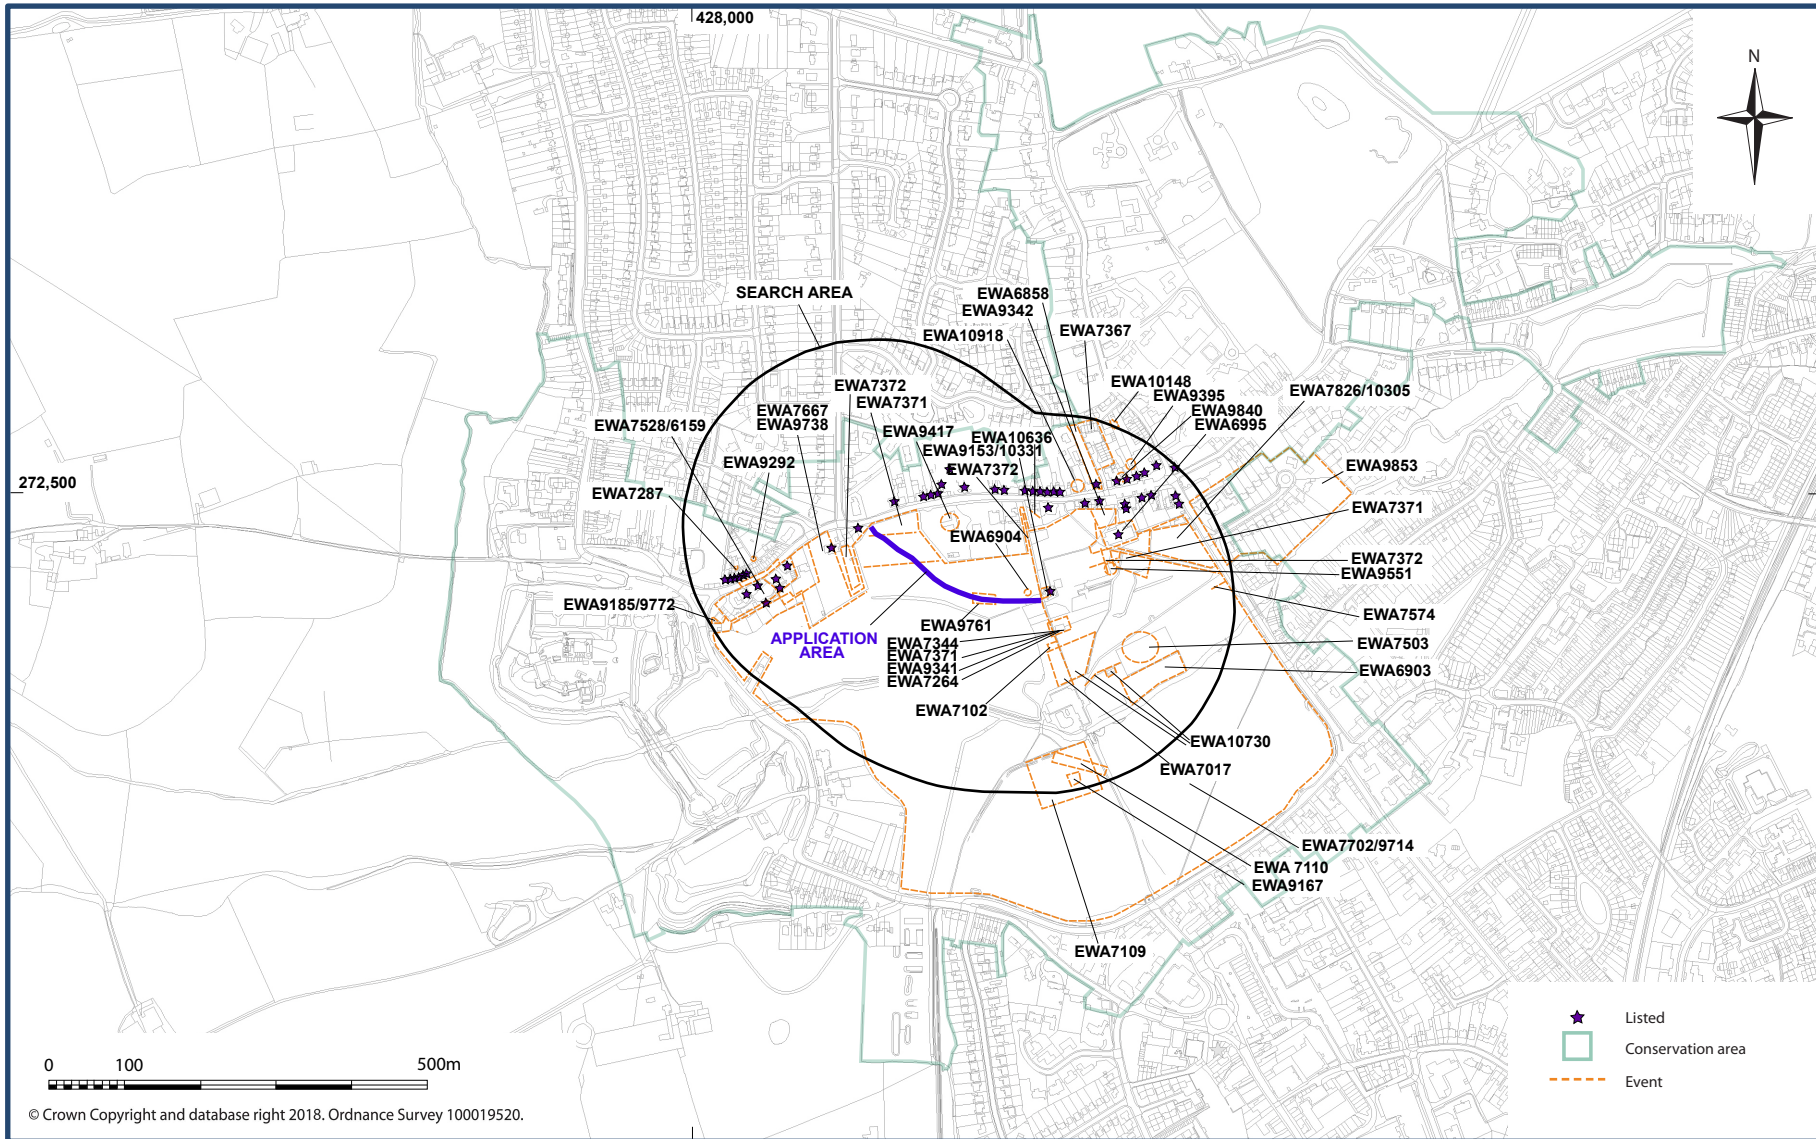 428,000
N
SEARCH AREA
EWA6858
EWA9342
EWA10918
EWA7367
EWA10148
EWA9395
EWA9840
EWA6995
EWA7826/10305
EWA7372
EWA7371
EWA7667
EWA9738
EWA7528/6159
EWA9417
EWA10636
EWA9153/10331
EWA7372
EWA9292
EWA9853
272,500
EWA7287
EWA7371
EWA6904
EWA7372
EWA9551
EWA9185/9772
EWA7574
EWA9761
APPLICATION
AREA
EWA7344
EWA7371
EWA9341
EWA7264
EWA7503
EWA6903
EWA7102
EWA10730
EWA7017
EWA7702/9714
EWA 7110
EWA9167
EWA7109
Listed
Conservation area
Event
0 100 500m
© Crown Copyright and database right 2018. Ordnance Survey 100019520.